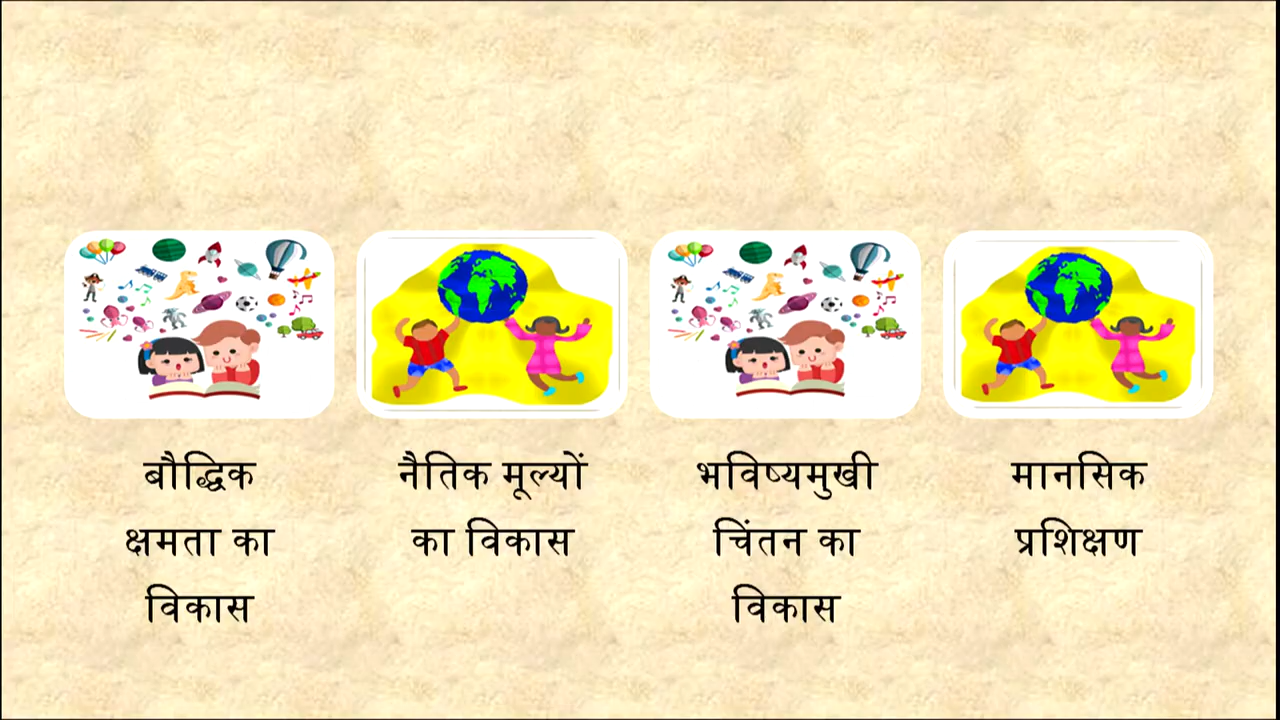 बौद्धिक
क्षमता का
विकास
नैतिक मूल्यों
का विकास
भविष्यमुखी
चिंतन का
विकास
मानसिक
प्रशिक्षण